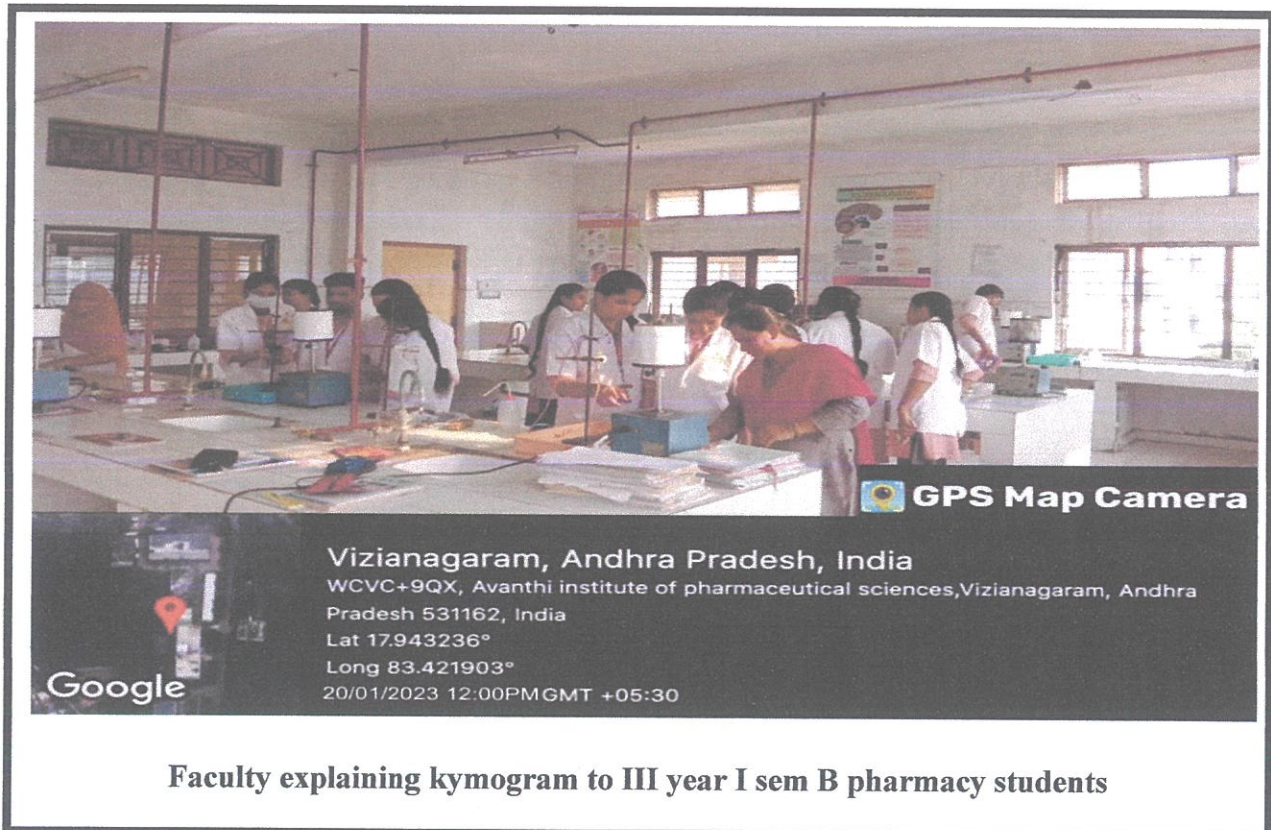 GPS Map Camera
Vizianagaram, Andhra Pradesh, India
WCVC+9QX, Avanthi institute of pharmaceutical sciences,Vizianagaram, Andhra
Pradesh 531162, India
Lat 17.943236°
Long 83.421903°
20/01/2023 12:00PMGMT +05:30
Google
Faculty explaining kymogram to III year I sem B pharmacy students